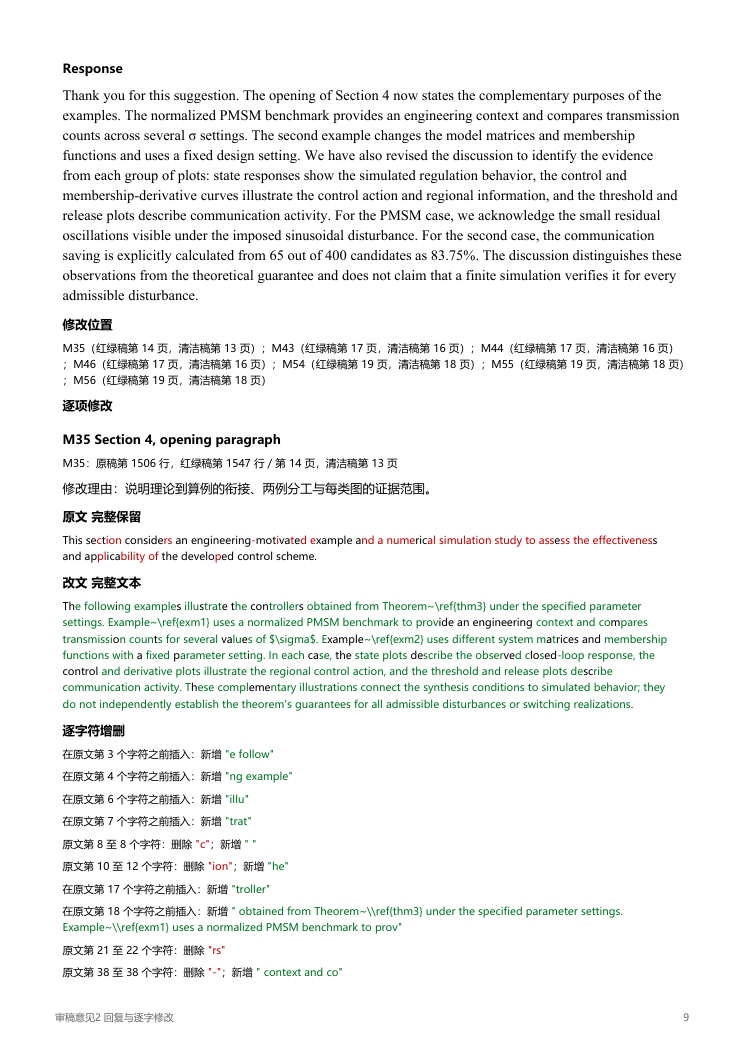 Response
Thank you for this suggestion. The opening of Section 4 now states the complementary purposes of the
examples. The normalized PMSM benchmark provides an engineering context and compares transmission
counts across several σ settings. The second example changes the model matrices and membership
functions and uses a fixed design setting. We have also revised the discussion to identify the evidence
from each group of plots: state responses show the simulated regulation behavior, the control and
membership-derivative curves illustrate the control action and regional information, and the threshold and
release plots describe communication activity. For the PMSM case, we acknowledge the small residual
oscillations visible under the imposed sinusoidal disturbance. For the second case, the communication
saving is explicitly calculated from 65 out of 400 candidates as 83.75%. The discussion distinguishes these
observations from the theoretical guarantee and does not claim that a finite simulation verifies it for every
admissible disturbance.
修改位置
M35（红绿稿第 14 页，清洁稿第 13 页）；M43（红绿稿第 17 页，清洁稿第 16 页）；M44（红绿稿第 17 页，清洁稿第 16 页）
；M46（红绿稿第 17 页，清洁稿第 16 页）；M54（红绿稿第 19 页，清洁稿第 18 页）；M55（红绿稿第 19 页，清洁稿第 18 页）
；M56（红绿稿第 19 页，清洁稿第 18 页）
逐项修改
M35 Section 4, opening paragraph
M35：原稿第 1506 行，红绿稿第 1547 行 / 第 14 页，清洁稿第 13 页
修改理由：说明理论到算例的衔接、两例分工与每类图的证据范围。
原文 完整保留
This section considers an engineering-motivated example and a numerical simulation study to assess the effectiveness
and applicability of the developed control scheme.
改文 完整文本
The following examples illustrate the controllers obtained from Theorem~\ref{thm3} under the specified parameter
settings. Example~\ref{exm1} uses a normalized PMSM benchmark to provide an engineering context and compares
transmission counts for several values of $\sigma$. Example~\ref{exm2} uses different system matrices and membership
functions with a fixed parameter setting. In each case, the state plots describe the observed closed-loop response, the
control and derivative plots illustrate the regional control action, and the threshold and release plots describe
communication activity. These complementary illustrations connect the synthesis conditions to simulated behavior; they
do not independently establish the theorem's guarantees for all admissible disturbances or switching realizations.
逐字符增删
在原文第 3 个字符之前插入：新增 "e follow"
在原文第 4 个字符之前插入：新增 "ng example"
在原文第 6 个字符之前插入：新增 "illu"
在原文第 7 个字符之前插入：新增 "trat"
原文第 8 至 8 个字符：删除 "c"；新增 " "
原文第 10 至 12 个字符：删除 "ion"；新增 "he"
在原文第 17 个字符之前插入：新增 "troller"
在原文第 18 个字符之前插入：新增 " obtained from Theorem~\\ref{thm3} under the specified parameter settings.
Example~\\ref{exm1} uses a normalized PMSM benchmark to prov"
原文第 21 至 22 个字符：删除 "rs"
原文第 38 至 38 个字符：删除 "-"；新增 " context and co"
审稿意见2 回复与逐字修改
9